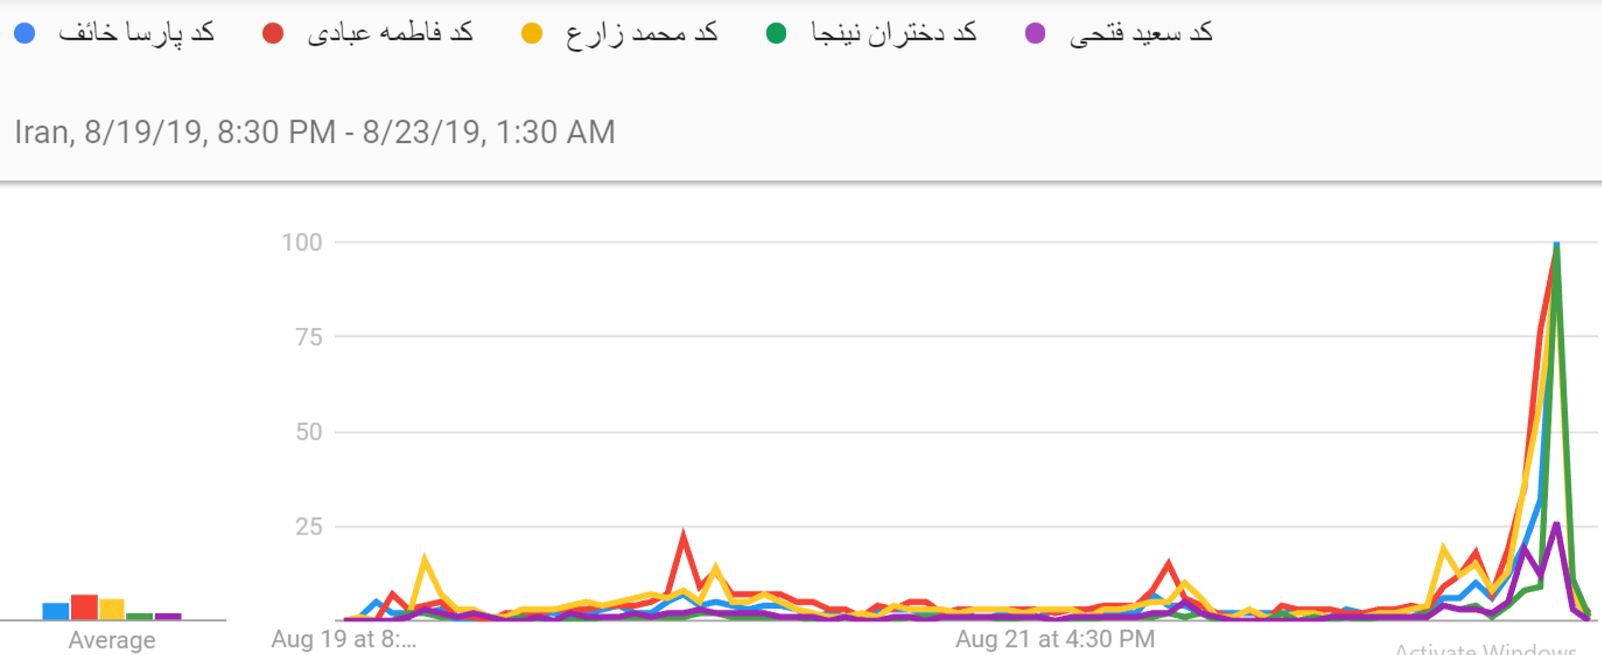 کد پارسا خائف کد فاطمه عبادی کد محمد زارع کد دختران نینجا کد سعید فتحی
Iran, 8/19/19, 8:30 PM - 8/23/19, 1:30 AM
100
75
50
25
Average Aug 19 at 8:... Aug 21 at 4:30 PM
Activate Windows